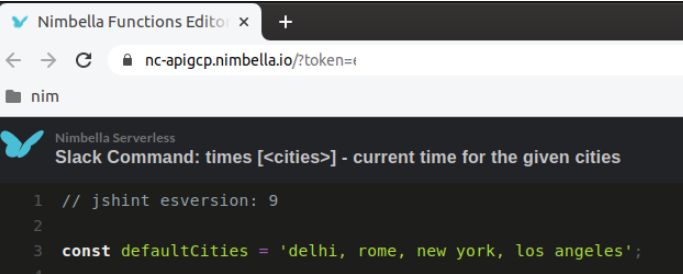 Nimbella Functions Edito
nc-apigcp.nimbella.io/?token=
nim
Nimbella Serverless
Slack Command: times [<cities>] - current time for the given cities
1 // jshint esversion: 9
2
3 const defaultCities = 'delhi, rome, new york, los angeles';